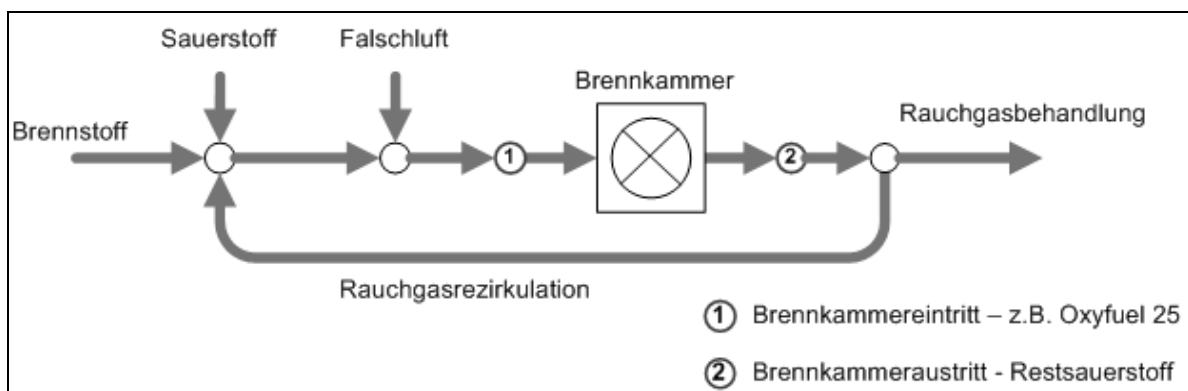 Sauerstoff
Falschluft
Brennkammer
Rauchgasbehandlung
Brennstoff
1
2
Rauchgasrezirkulation
1 Brennkammereintritt – z.B. Oxyfuel 25
2 Brennkammeraustritt - Restsauerstoff